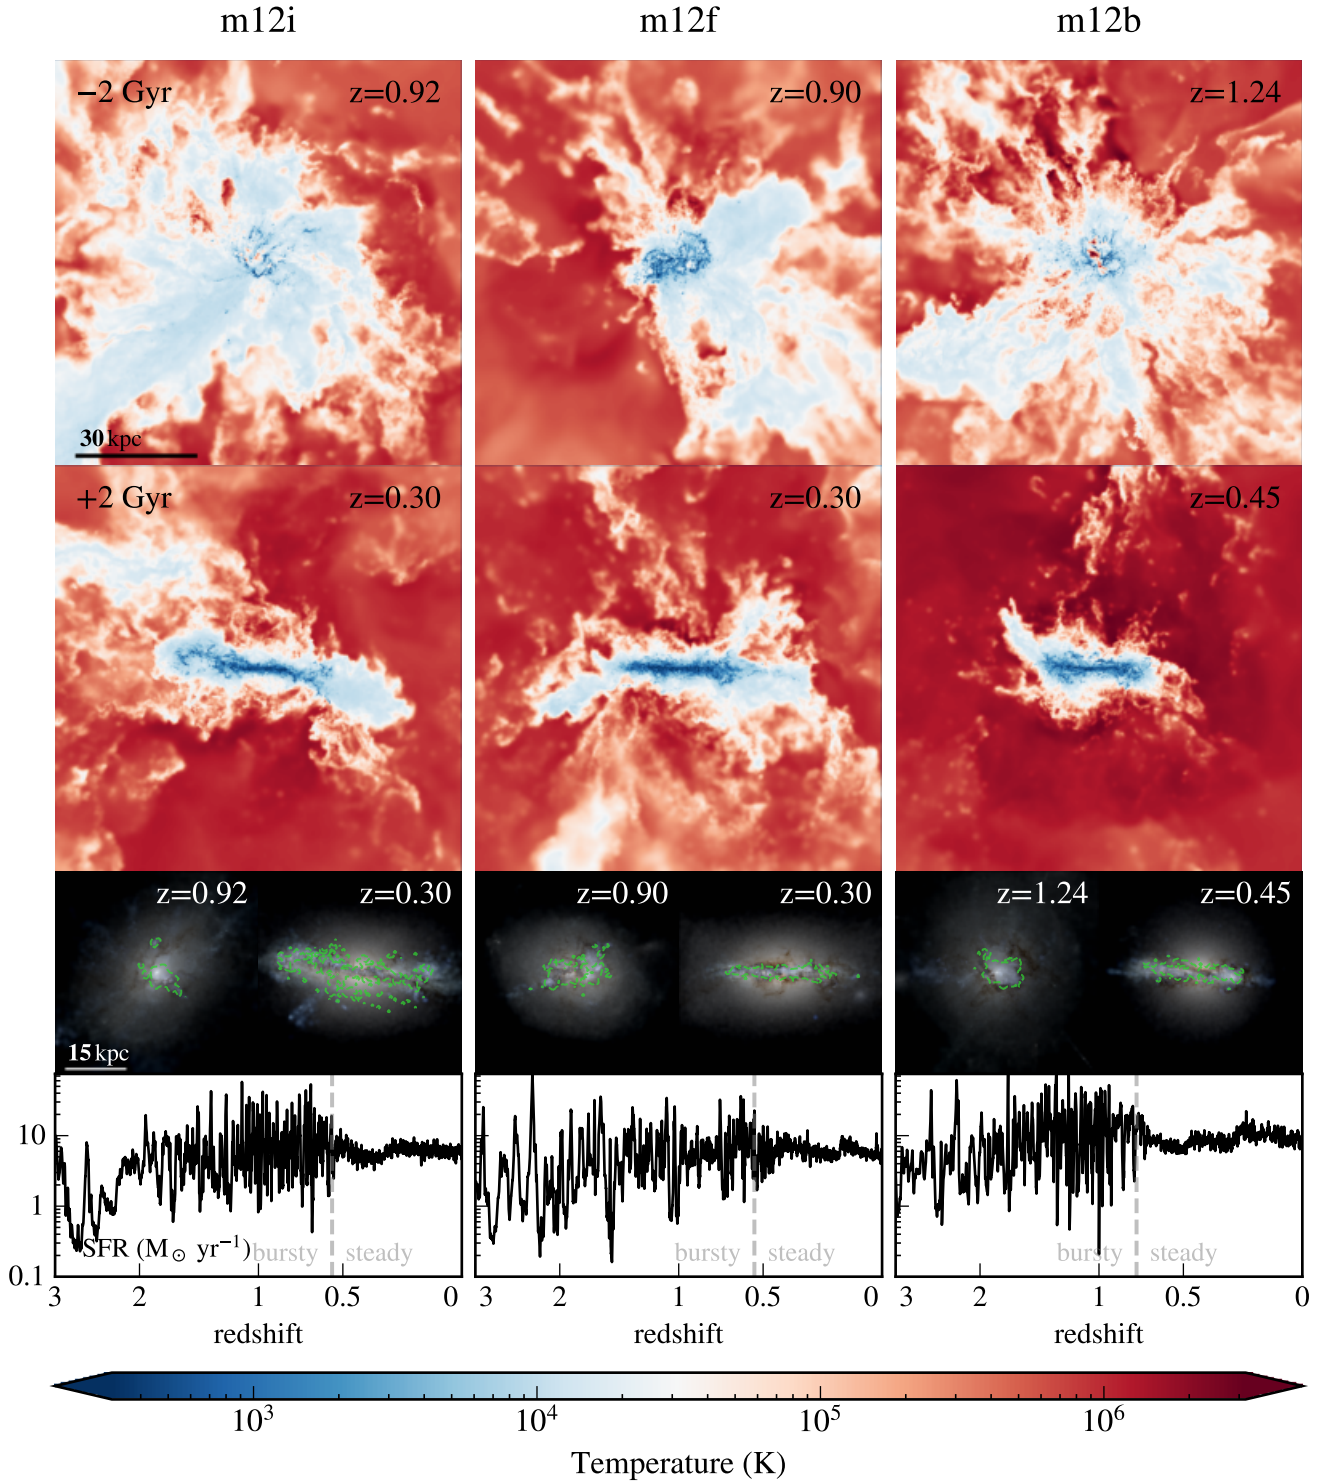 m12i m12f m12b
−2 Gyr z=0.92 z=0.90 z=1.24
30 kpc
+2 Gyr z=0.30 z=0.30 z=0.45
z=0.92 z=0.30 z=0.90 z=0.30 z=1.24 z=0.45
15 kpc
10
1
SFR (M☉ yr⁻¹) bursty steady bursty steady bursty steady
0.1
3 2 1 0.5 0 3 2 1 0.5 0 3 2 1 0.5 0
redshift redshift redshift
10³ 10⁴ 10⁵ 10⁶
Temperature (K)